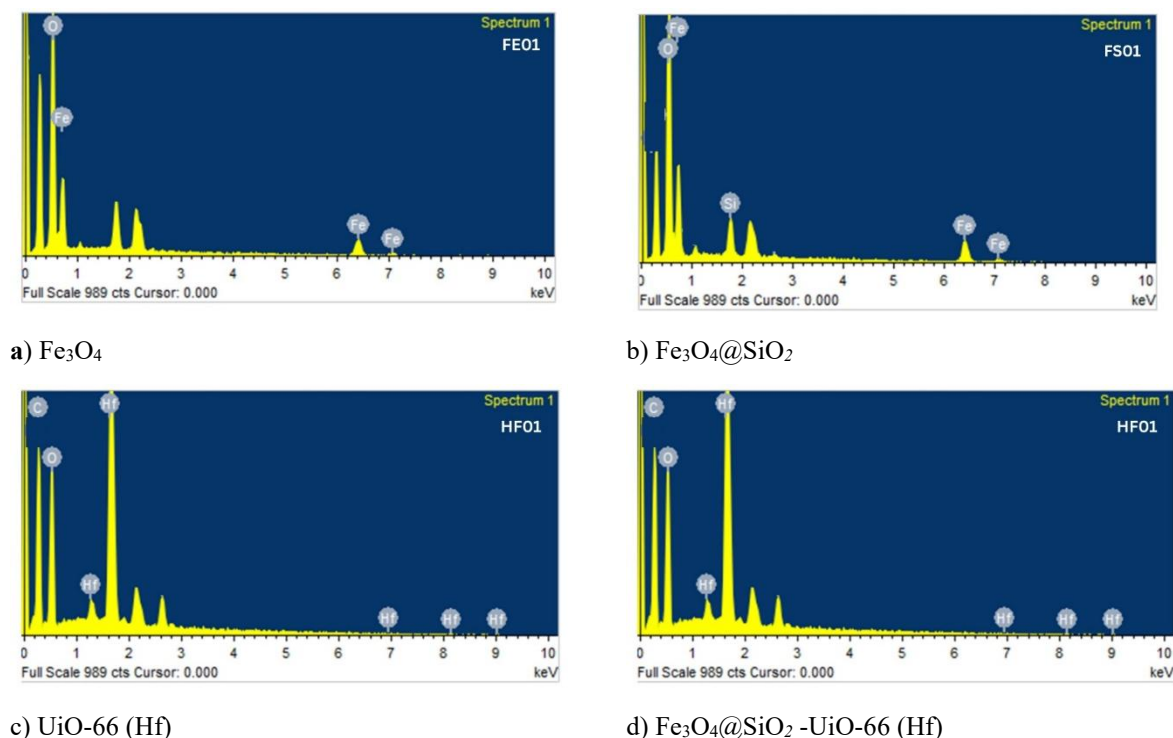 Spectrum 1
FE01
O
Fe
Fe
Fe
0 1 2 3 4 5 6 7 8 9 10
Full Scale 989 cts Cursor: 0.000 keV
Spectrum 1
FS01
Fe
O
Si
Fe
Fe
0 1 2 3 4 5 6 7 8 9 10
Full Scale 989 cts Cursor: 0.000 keV
a) Fe₃O₄
b) Fe₃O₄@SiO₂
Spectrum 1
HF01
C
Hf
O
Hf
Hf
Hf
Hf
0 1 2 3 4 5 6 7 8 9 10
Full Scale 989 cts Cursor: 0.000 keV
Spectrum 1
HF01
C
Hf
O
Hf
Hf
Hf
Hf
1 2 3 4 5 6 7 8 9 10
Full Scale 989 cts Cursor: 0.000 keV
c) UiO-66 (Hf)
d) Fe₃O₄@SiO₂ -UiO-66 (Hf)